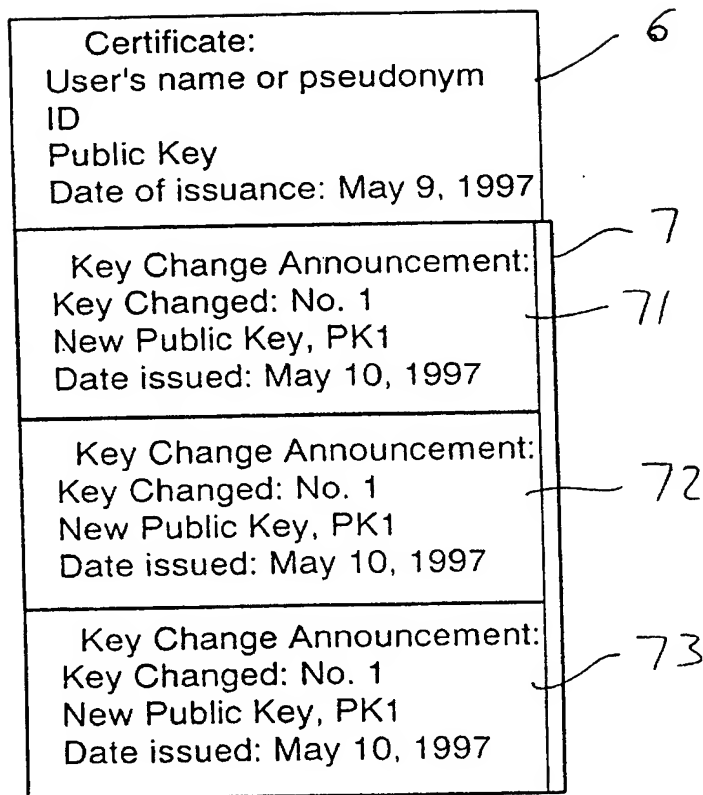 Certificate:
6
User's name or pseudonym
ID
Public Key
Date of issuance: May 9, 1997
7
Key Change Announcement:
Key Changed: No. 1
71
New Public Key, PK1
Date issued: May 10, 1997
Key Change Announcement:
Key Changed: No. 1
72
New Public Key, PK1
Date issued: May 10, 1997
Key Change Announcement:
Key Changed: No. 1
73
New Public Key, PK1
Date issued: May 10, 1997